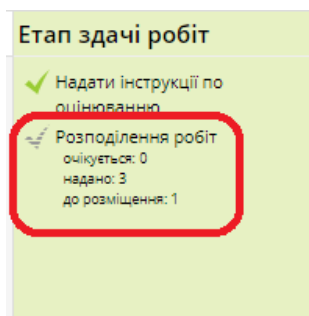 Етап здачі робіт
Надати інструкції по
оцінюванню
Розподілення робіт
очікується: 0
надано: 3
до розміщення: 1